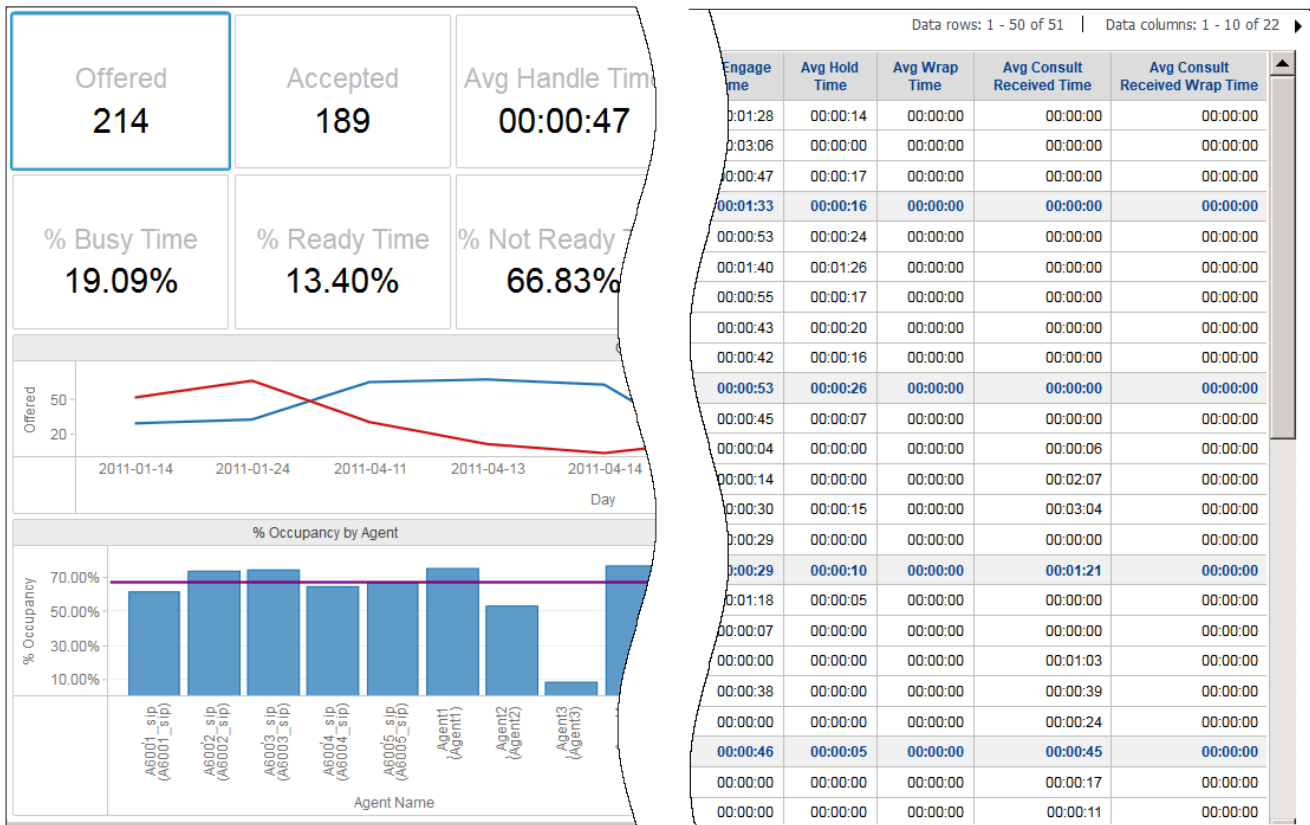 Offered
214
Accepted
189
Avg Handle Time
00:00:47
% Busy Time
19.09%
% Ready Time
13.40%
% Not Ready
66.83%
Offered
50
20
2011-01-14 2011-01-24 2011-04-11 2011-04-13 2011-04-14
Day
% Occupancy by Agent
% Occupancy
70.00%
50.00%
30.00%
10.00%
A6001_sip
(A6001_sip)
A6002_sip
(A6002_sip)
A6003_sip
(A6003_sip)
A6004_sip
(A6004_sip)
A6005_sip
(A6005_sip)
Agent1
(Agent1)
Agent2
(Agent2)
Agent3
(Agent3)
Agent Name
Data rows: 1 - 50 of 51 | Data columns: 1 - 10 of 22
Engage Avg Hold Avg Wrap Avg Consult Avg Consult
me Time Time Received Time Received Wrap Time
0:01:28 00:00:14 00:00:00 00:00:00 00:00:00
0:03:06 00:00:00 00:00:00 00:00:00 00:00:00
00:00:47 00:00:17 00:00:00 00:00:00 00:00:00
00:01:33 00:00:16 00:00:00 00:00:00 00:00:00
00:00:53 00:00:24 00:00:00 00:00:00 00:00:00
00:01:40 00:01:26 00:00:00 00:00:00 00:00:00
00:00:55 00:00:17 00:00:00 00:00:00 00:00:00
00:00:43 00:00:20 00:00:00 00:00:00 00:00:00
00:00:42 00:00:16 00:00:00 00:00:00 00:00:00
00:00:53 00:00:26 00:00:00 00:00:00 00:00:00
00:00:45 00:00:07 00:00:00 00:00:00 00:00:00
00:00:04 00:00:00 00:00:00 00:00:06 00:00:00
00:00:14 00:00:00 00:00:00 00:02:07 00:00:00
0:00:30 00:00:15 00:00:00 00:03:04 00:00:00
0:00:29 00:00:00 00:00:00 00:00:00 00:00:00
0:00:29 00:00:10 00:00:00 00:01:21 00:00:00
0:01:18 00:00:05 00:00:00 00:00:00 00:00:00
00:00:07 00:00:00 00:00:00 00:00:00 00:00:00
00:00:00 00:00:00 00:00:00 00:01:03 00:00:00
00:00:38 00:00:00 00:00:00 00:00:39 00:00:00
00:00:00 00:00:00 00:00:00 00:00:24 00:00:00
00:00:46 00:00:05 00:00:00 00:00:45 00:00:00
00:00:00 00:00:00 00:00:00 00:00:17 00:00:00
00:00:00 00:00:00 00:00:00 00:00:11 00:00:00